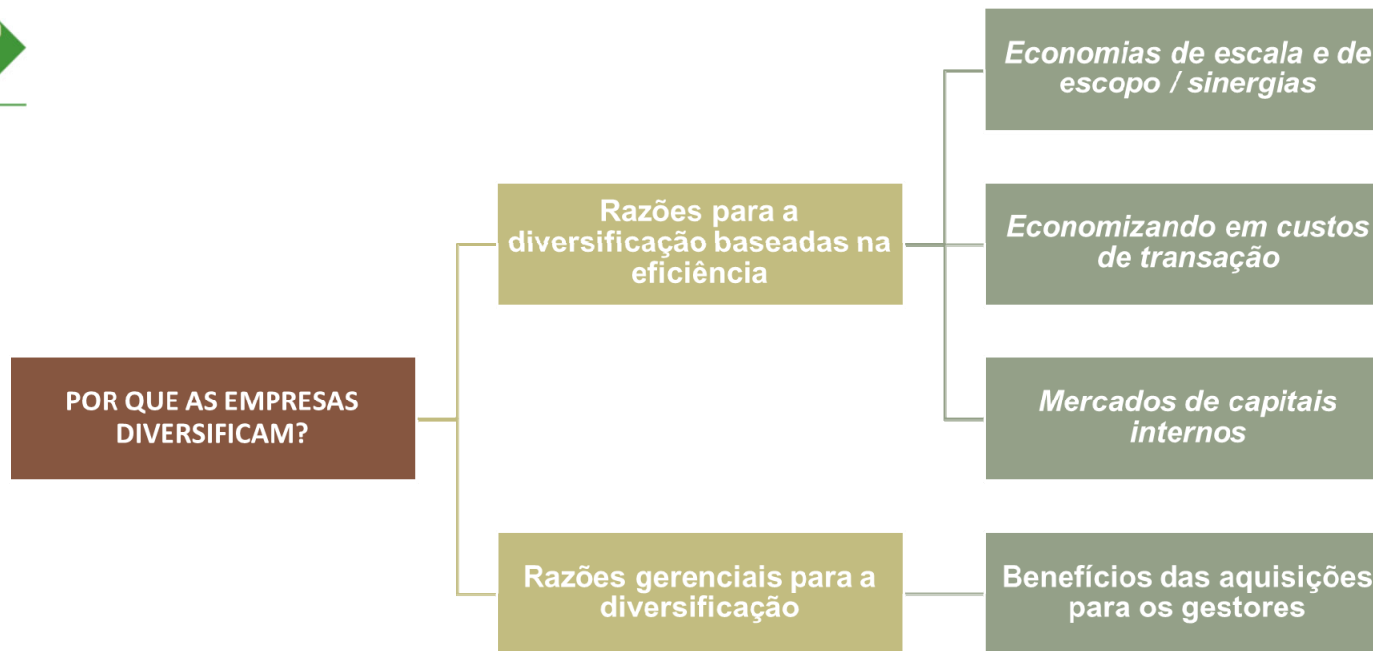 POR QUE AS EMPRESAS
DIVERSIFICAM?
Razões para a
diversificação baseadas na
eficiência
Economias de escala e de
escopo / sinergias
Economizando em custos
de transação
Mercados de capitais
internos
Razões gerenciais para a
diversificação
Benefícios das aquisições
para os gestores